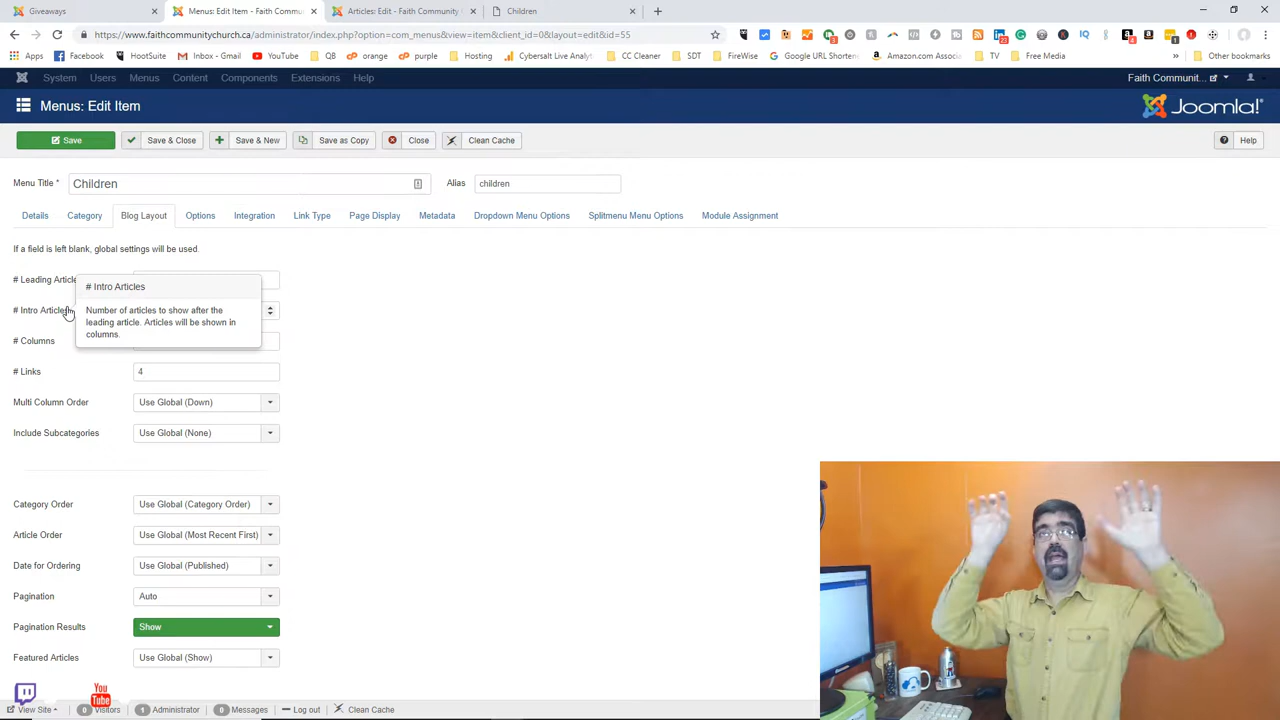 Giveaways
Menus: Edit Item - Faith Commu
Articles: Edit - Faith Community C
Children
https://www.faithcommunitychurch.ca/administrator/index.php?option=com_menus&view=item&client_id=0&layout=edit&id=55
Apps Facebook HootSuite Inbox - Gmail YouTube QB orange purple Hosting Cybersalt Live Analy CC Cleaner SDT FireWise Google URL Shortene Amazon.com Associ TV Free Media Other bookmarks
System Users Menus Content Components Extensions Help Faith Communit...
Menus: Edit Item Joomla!
Save Save & Close Save & New Save as Copy Close Clean Cache Help
Menu Title * Children Alias children
Details Category Blog Layout Options Integration Link Type Page Display Metadata Dropdown Menu Options Splitmenu Menu Options Module Assignment
If a field is left blank, global settings will be used.
# Leading Article
# Intro Articles
# Intro Articles
Number of articles to show after the
leading article. Articles will be shown in
columns.
# Columns
# Links 4
Multi Column Order Use Global (Down)
Include Subcategories Use Global (None)
Category Order Use Global (Category Order)
Article Order Use Global (Most Recent First)
Date for Ordering Use Global (Published)
Pagination Auto
Pagination Results Show
Featured Articles Use Global (Show)
You
Tube
View Site 0 Visitors 1 Administrator 0 Messages Log out Clean Cache